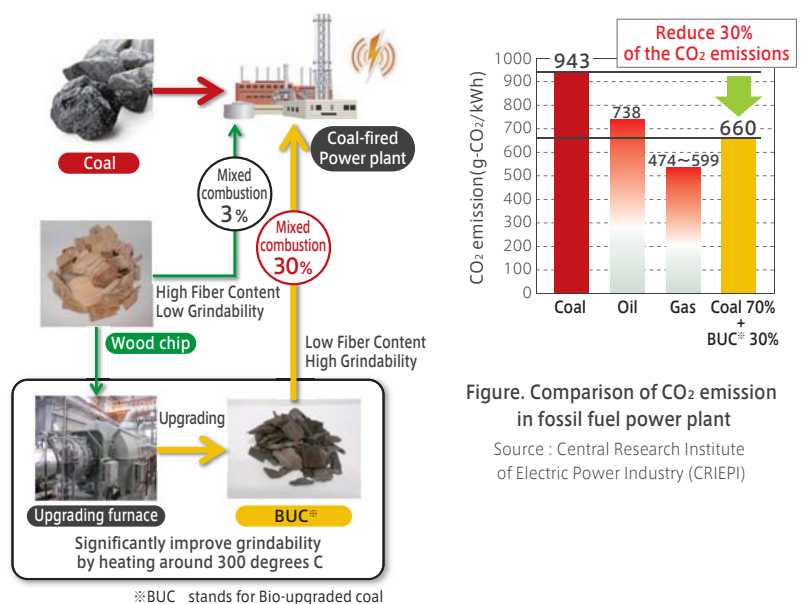 Coal
Coal-fired
Power plant
Mixed
combustion
3%
Mixed
combustion
30%
High Fiber Content
Low Grindability
Wood chip
Low Fiber Content
High Grindability
Upgrading
Upgrading furnace
BUC※
Significantly improve grindability
by heating around 300 degrees C
※BUC stands for Bio-upgraded coal
Reduce 30%
of the CO₂ emissions
CO₂ emission(g-CO₂/kWh)
1000
900
800
700
600
500
400
300
200
100
0
943
738
474~599
660
Coal
Oil
Gas
Coal 70%
+
BUC※ 30%
Figure. Comparison of CO₂ emission
in fossil fuel power plant
Source : Central Research Institute
of Electric Power Industry (CRIEPI)